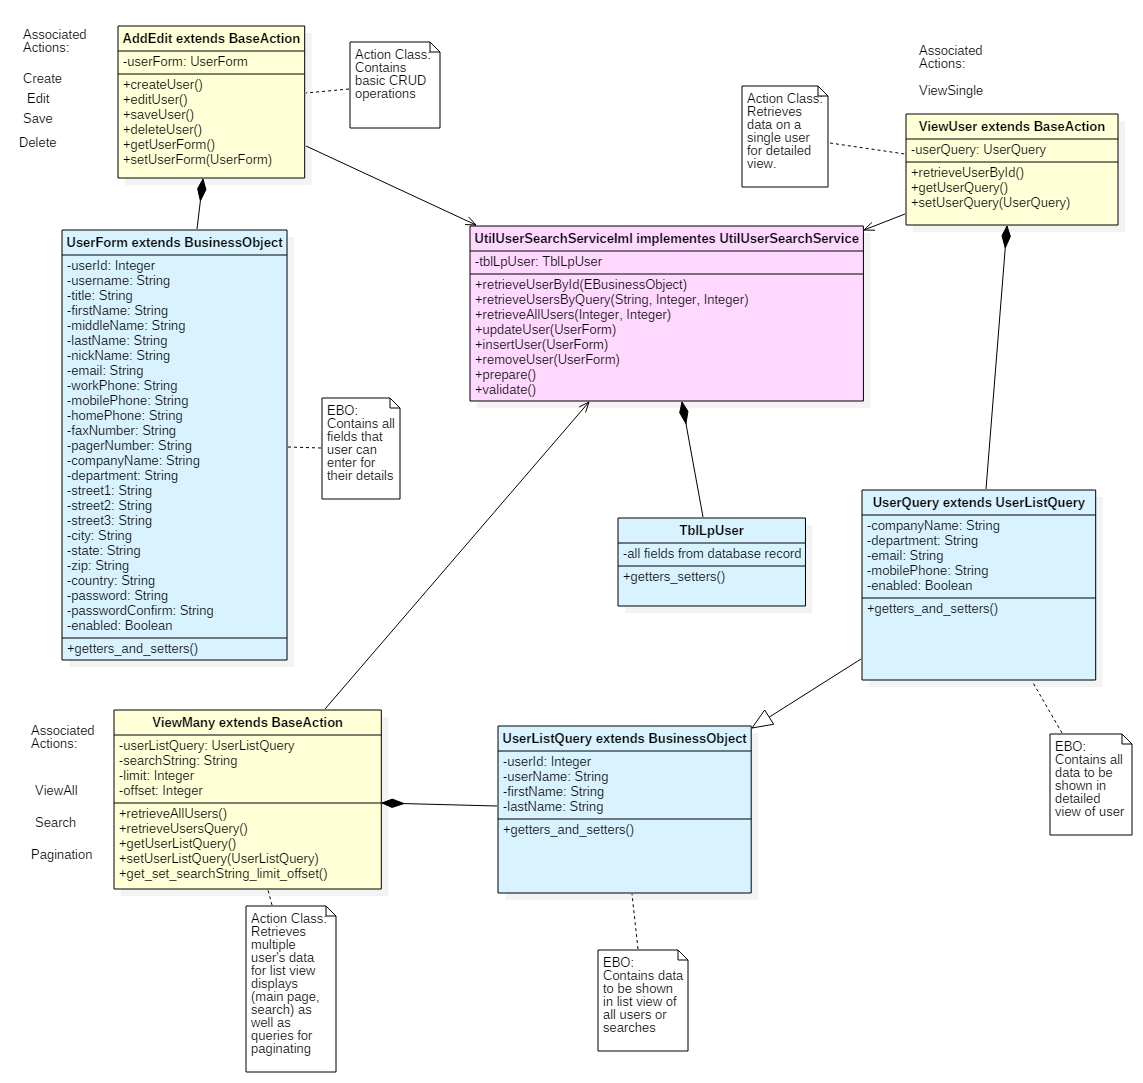 Associated
Actions:
Create
Edit
Save
Delete
AddEdit extends BaseAction
-userForm: UserForm
+createUser()
+editUser()
+saveUser()
+deleteUser()
+getUserForm()
+setUserForm(UserForm)
Action Class:
Contains
basic CRUD
operations
Action Class:
Retrieves
data on a
single user
for detailed
view.
Associated
Actions:
ViewSingle
ViewUser extends BaseAction
-userQuery: UserQuery
+retrieveUserById()
+getUserQuery()
+setUserQuery(UserQuery)
UserForm extends BusinessObject
-userId: Integer
-username: String
-title: String
-firstName: String
-middleName: String
-lastName: String
-nickName: String
-email: String
-workPhone: String
-mobilePhone: String
-homePhone: String
-faxNumber: String
-pagerNumber: String
-companyName: String
-department: String
-street1: String
-street2: String
-street3: String
-city: String
-state: String
-zip: String
-country: String
-password: String
-passwordConfirm: String
-enabled: Boolean
+getters_and_setters()
EBO:
Contains all
fields that
user can
enter for
their details
UtilUserSearchServiceIml implementes UtilUserSearchService
-tblLpUser: TblLpUser
+retrieveUserById(EBusinessObject)
+retrieveUsersByQuery(String, Integer, Integer)
+retrieveAllUsers(Integer, Integer)
+updateUser(UserForm)
+insertUser(UserForm)
+removeUser(UserForm)
+prepare()
+validate()
TblLpUser
-all fields from database record
+getters_setters()
UserQuery extends UserListQuery
-companyName: String
-department: String
-email: String
-mobilePhone: String
-enabled: Boolean
+getters_and_setters()
EBO:
Contains all
data to be
shown in
detailed
view of user
Associated
Actions:
ViewAll
Search
Pagination
ViewMany extends BaseAction
-userListQuery: UserListQuery
-searchString: String
-limit: Integer
-offset: Integer
+retrieveAllUsers()
+retrieveUsersQuery()
+getUserListQuery()
+setUserListQuery(UserListQuery)
+get_set_searchString_limit_offset()
Action Class:
Retrieves
multiple
user's data
for list view
displays
(main page,
search) as
well as
queries for
paginating
UserListQuery extends BusinessObject
-userId: Integer
-userName: String
-firstName: String
-lastName: String
+getters_and_setters()
EBO:
Contains data
to be shown
in list view of
all users or
searches